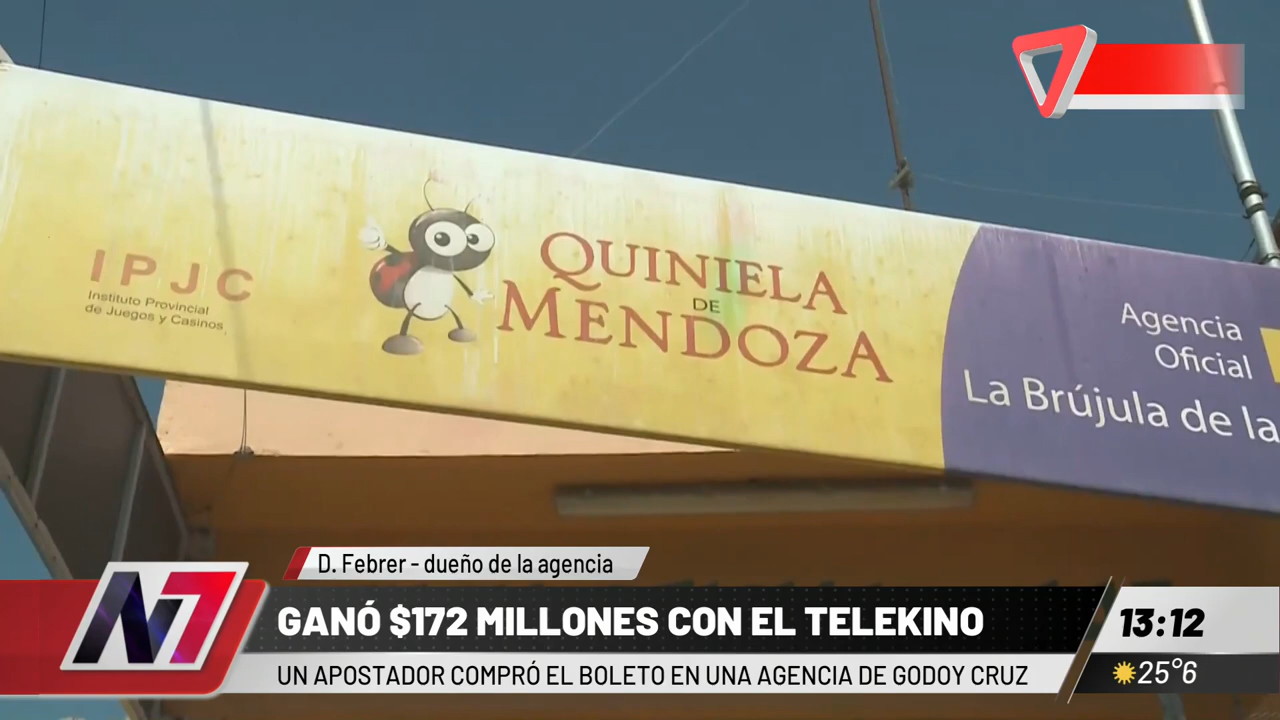 IPJC
Instituto Provincial
de Juegos y Casinos
QUINIELA
DE
MENDOZA
Agencia
Oficial
La Brújula de la
D. Febrer - dueño de la agencia
N7
GANÓ $172 MILLONES CON EL TELEKINO
13:12
UN APOSTADOR COMPRÓ EL BOLETO EN UNA AGENCIA DE GODOY CRUZ
25°6